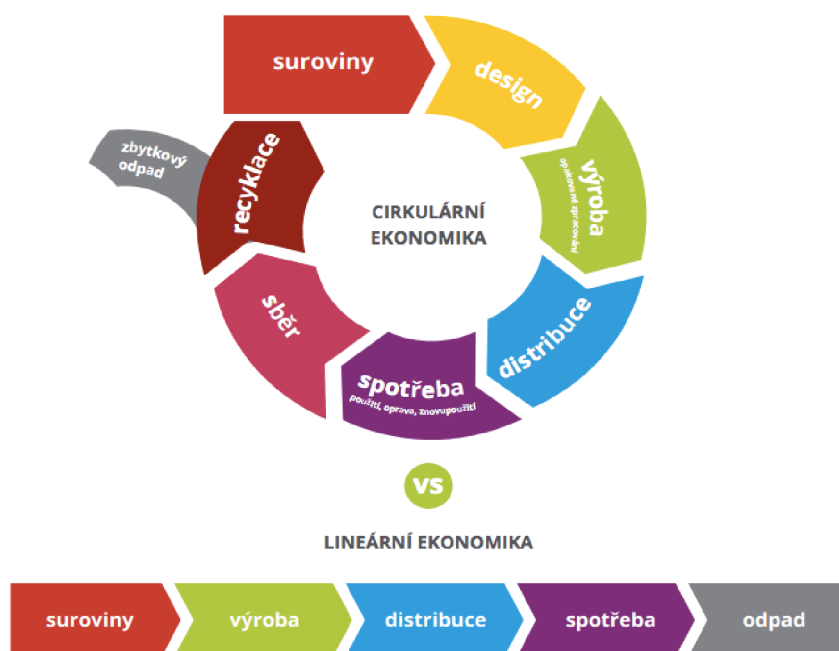 suroviny
design
výroba
opakované zpracování
distribuce
spotřeba
použití, oprava, znovupoužití
sběr
recyklace
zbytkový
odpad
CIRKULÁRNÍ
EKONOMIKA
vs
LINEÁRNÍ EKONOMIKA
suroviny
výroba
distribuce
spotřeba
odpad